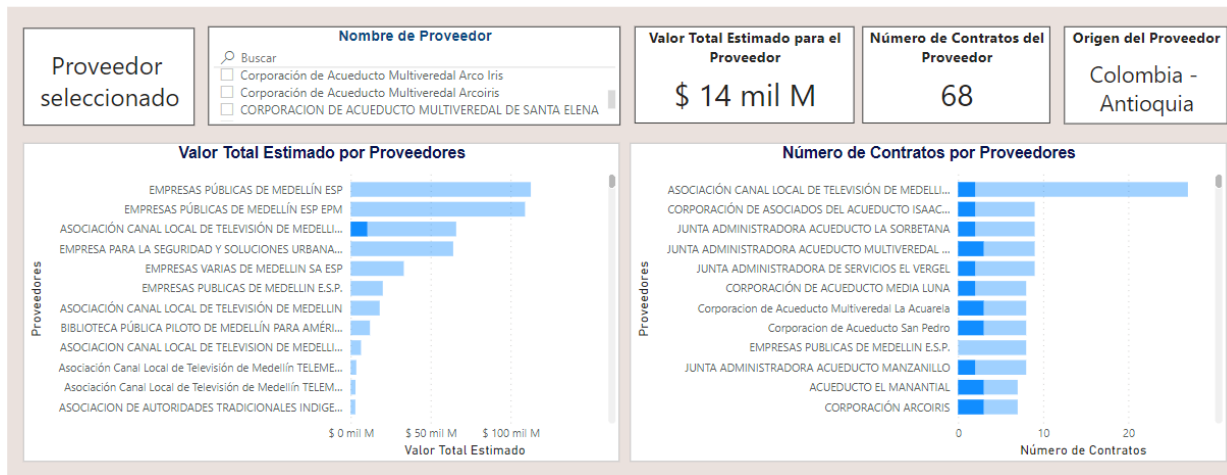 Proveedor
seleccionado
Nombre de Proveedor
Buscar
Corporación de Acueducto Multiveredal Arco Iris
Corporación de Acueducto Multiveredal Arcoiris
CORPORACION DE ACUEDUCTO MULTIVEREDAL DE SANTA ELENA
Valor Total Estimado para el
Proveedor
$ 14 mil M
Número de Contratos del
Proveedor
68
Origen del Proveedor
Colombia -
Antioquia
Valor Total Estimado por Proveedores
Proveedores
EMPRESAS PÚBLICAS DE MEDELLÍN ESP
EMPRESAS PÚBLICAS DE MEDELLÍN ESP EPM
ASOCIACIÓN CANAL LOCAL DE TELEVISIÓN DE MEDELLI...
EMPRESA PARA LA SEGURIDAD Y SOLUCIONES URBANA...
EMPRESAS VARIAS DE MEDELLIN SA ESP
EMPRESAS PUBLICAS DE MEDELLIN E.S.P.
ASOCIACIÓN CANAL LOCAL DE TELEVISIÓN DE MEDELLIN
BIBLIOTECA PÚBLICA PILOTO DE MEDELLÍN PARA AMÉRI...
ASOCIACION CANAL LOCAL DE TELEVISION DE MEDELLI...
Asociación Canal Local de Televisión de Medellín TELEME...
Asociación Canal Local de Televisión de Medellín TELEM...
ASOCIACION DE AUTORIDADES TRADICIONALES INDIGE...
$ 0 mil M $ 50 mil M $ 100 mil M
Valor Total Estimado
Número de Contratos por Proveedores
Proveedores
ASOCIACIÓN CANAL LOCAL DE TELEVISIÓN DE MEDELLI...
CORPORACIÓN DE ASOCIADOS DEL ACUEDUCTO ISAAC...
JUNTA ADMINISTRADORA ACUEDUCTO LA SORBETANA
JUNTA ADMINISTRADORA ACUEDUCTO MULTIVEREDAL ...
JUNTA ADMINISTRADORA DE SERVICIOS EL VERGEL
CORPORACIÓN DE ACUEDUCTO MEDIA LUNA
Corporacion de Acueducto Multiveredal La Acuarela
Corporacion de Acueducto San Pedro
EMPRESAS PUBLICAS DE MEDELLIN E.S.P.
JUNTA ADMINISTRADORA ACUEDUCTO MANZANILLO
ACUEDUCTO EL MANANTIAL
CORPORACIÓN ARCOIRIS
0 10 20
Número de Contratos